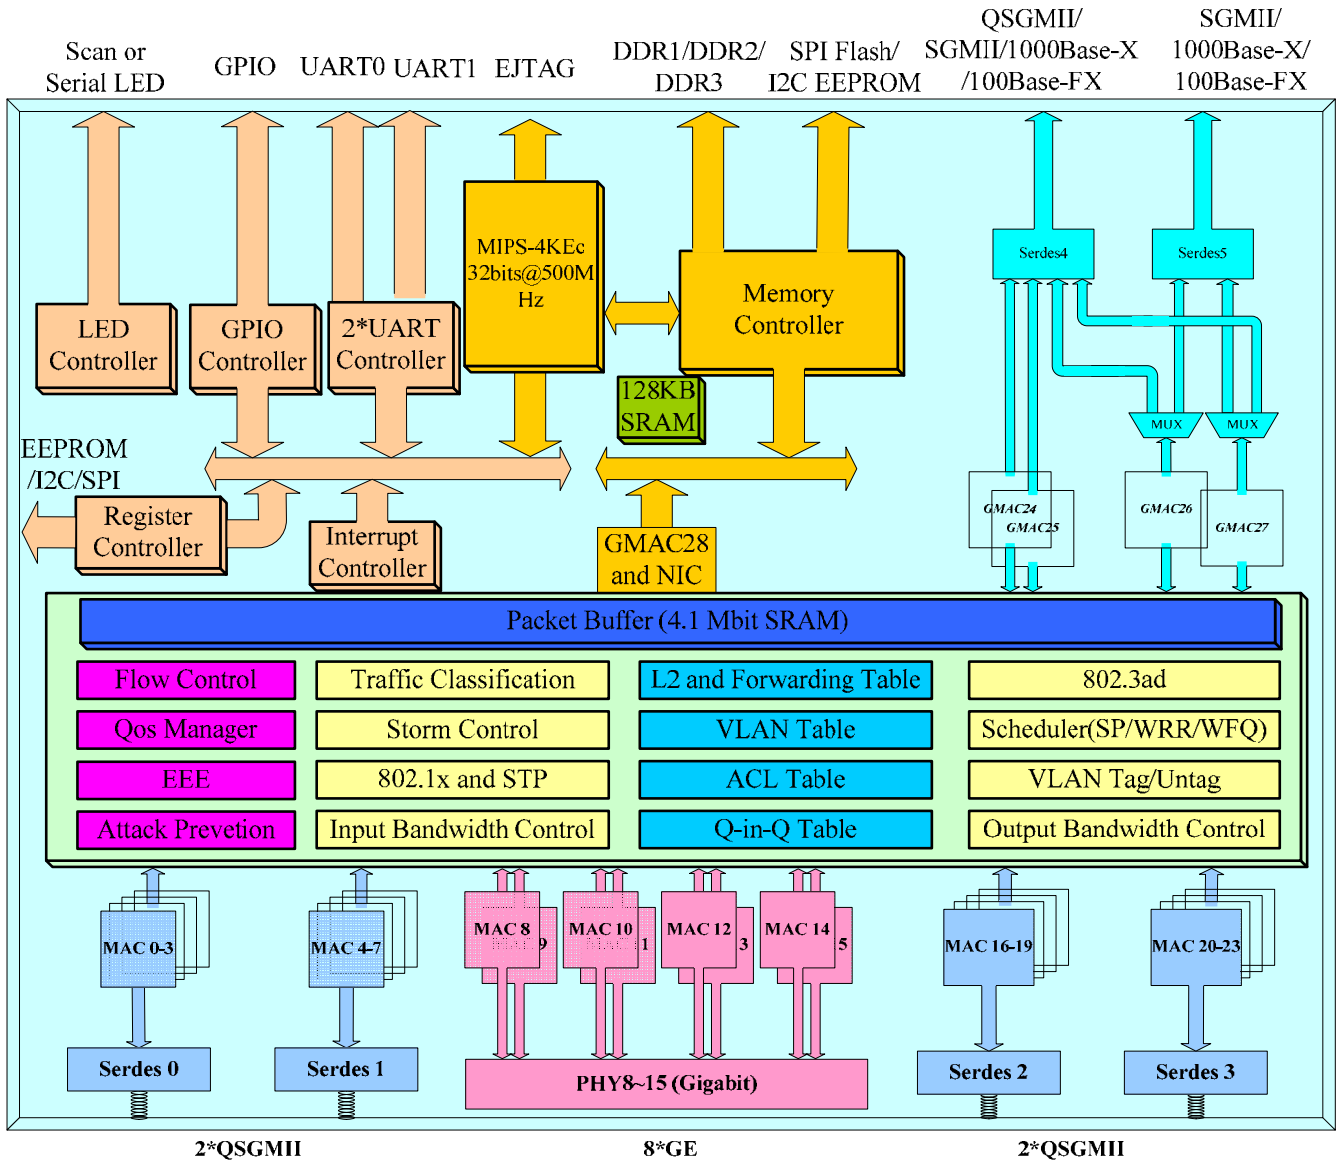 Scan or
Serial LED
GPIO
UART0
UART1
EJTAG
DDR1/DDR2/
DDR3
SPI Flash/
I2C EEPROM
QSGMII/
SGMII/1000Base-X
/100Base-FX
SGMII/
1000Base-X/
100Base-FX
MIPS-4KEc
32bits@500M
Hz
Memory
Controller
Serdes4
Serdes5
LED
Controller
GPIO
Controller
2*UART
Controller
128KB
SRAM
MUX
MUX
EEPROM
/I2C/SPI
Register
Controller
Interrupt
Controller
GMAC28
and NIC
GMAC24
GMAC25
GMAC26
GMAC27
Packet Buffer (4.1 Mbit SRAM)
Flow Control
Traffic Classification
L2 and Forwarding Table
802.3ad
Qos Manager
Storm Control
VLAN Table
Scheduler(SP/WRR/WFQ)
EEE
802.1x and STP
ACL Table
VLAN Tag/Untag
Attack Prevetion
Input Bandwidth Control
Q-in-Q Table
Output Bandwidth Control
MAC 0-3
MAC 4-7
MAC 8
9
MAC 10
1
MAC 12
3
MAC 14
5
MAC 16-19
MAC 20-23
Serdes 0
Serdes 1
PHY8~15 (Gigabit)
Serdes 2
Serdes 3
2*QSGMII
8*GE
2*QSGMII